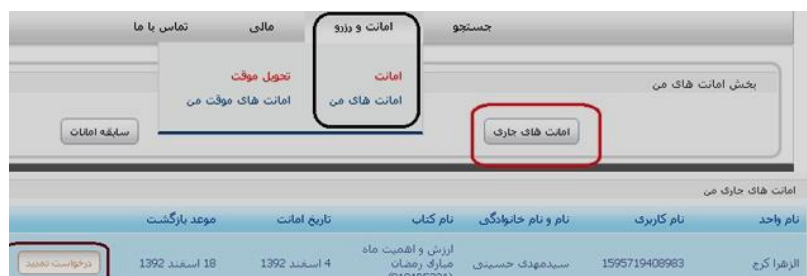 جستجو امانت و رزرو مالی تماس با ما
امانت تحویل موقت
امانت های من امانت های موقت من
بخش امانت های من
امانت های جاری سابقه امانات
امانت های جاری من
نام واحد نام کاربری نام و نام خانوادگی نام کتاب تاریخ امانت موعد بازگشت
ارزش و اهمیت ماه
الزهرا کرج 1595719408983 سیدمهدی حسینی مبارک رمضان 4 اسفند 1392 18 اسفند 1392 درخواست تمدید